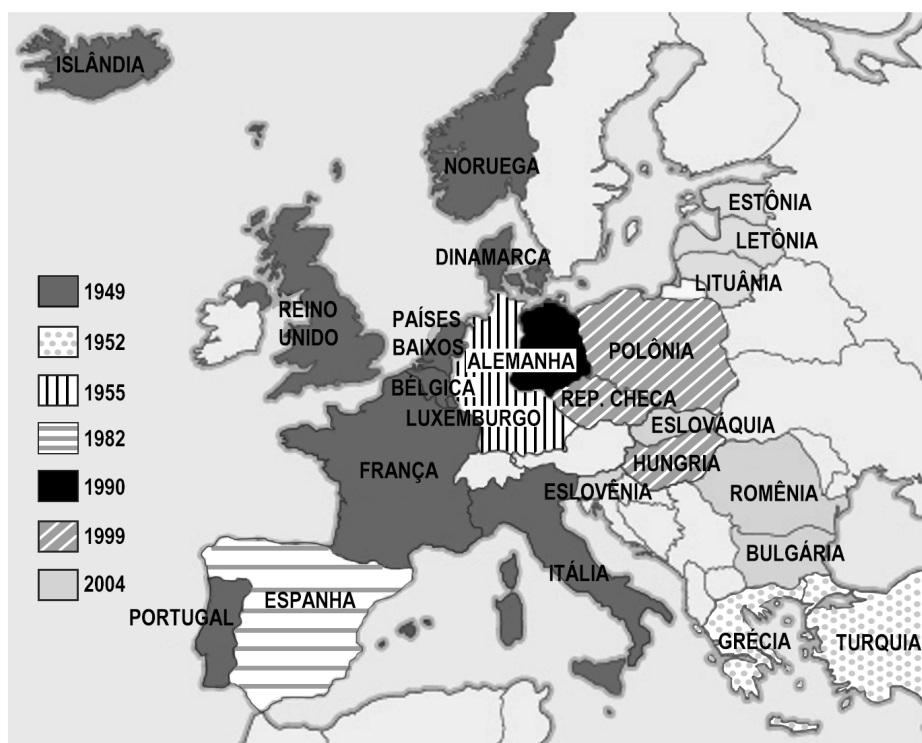 ISLÂNDIA
NORUEGA
ESTÔNIA
LETÔNIA
LITUÂNIA
DINAMARCA
REINO
UNIDO
PAÍSES
BAIXOS
ALEMANHA
POLÔNIA
BÉLGICA
REP. CHECA
LUXEMBURGO
ESLOVÁQUIA
HUNGRIA
FRANÇA
ESLOVÊNIA
ROMÊNIA
BULGÁRIA
ITÁLIA
ESPANHA
PORTUGAL
GRÉCIA
TURQUIA
1949
1952
1955
1982
1990
1999
2004